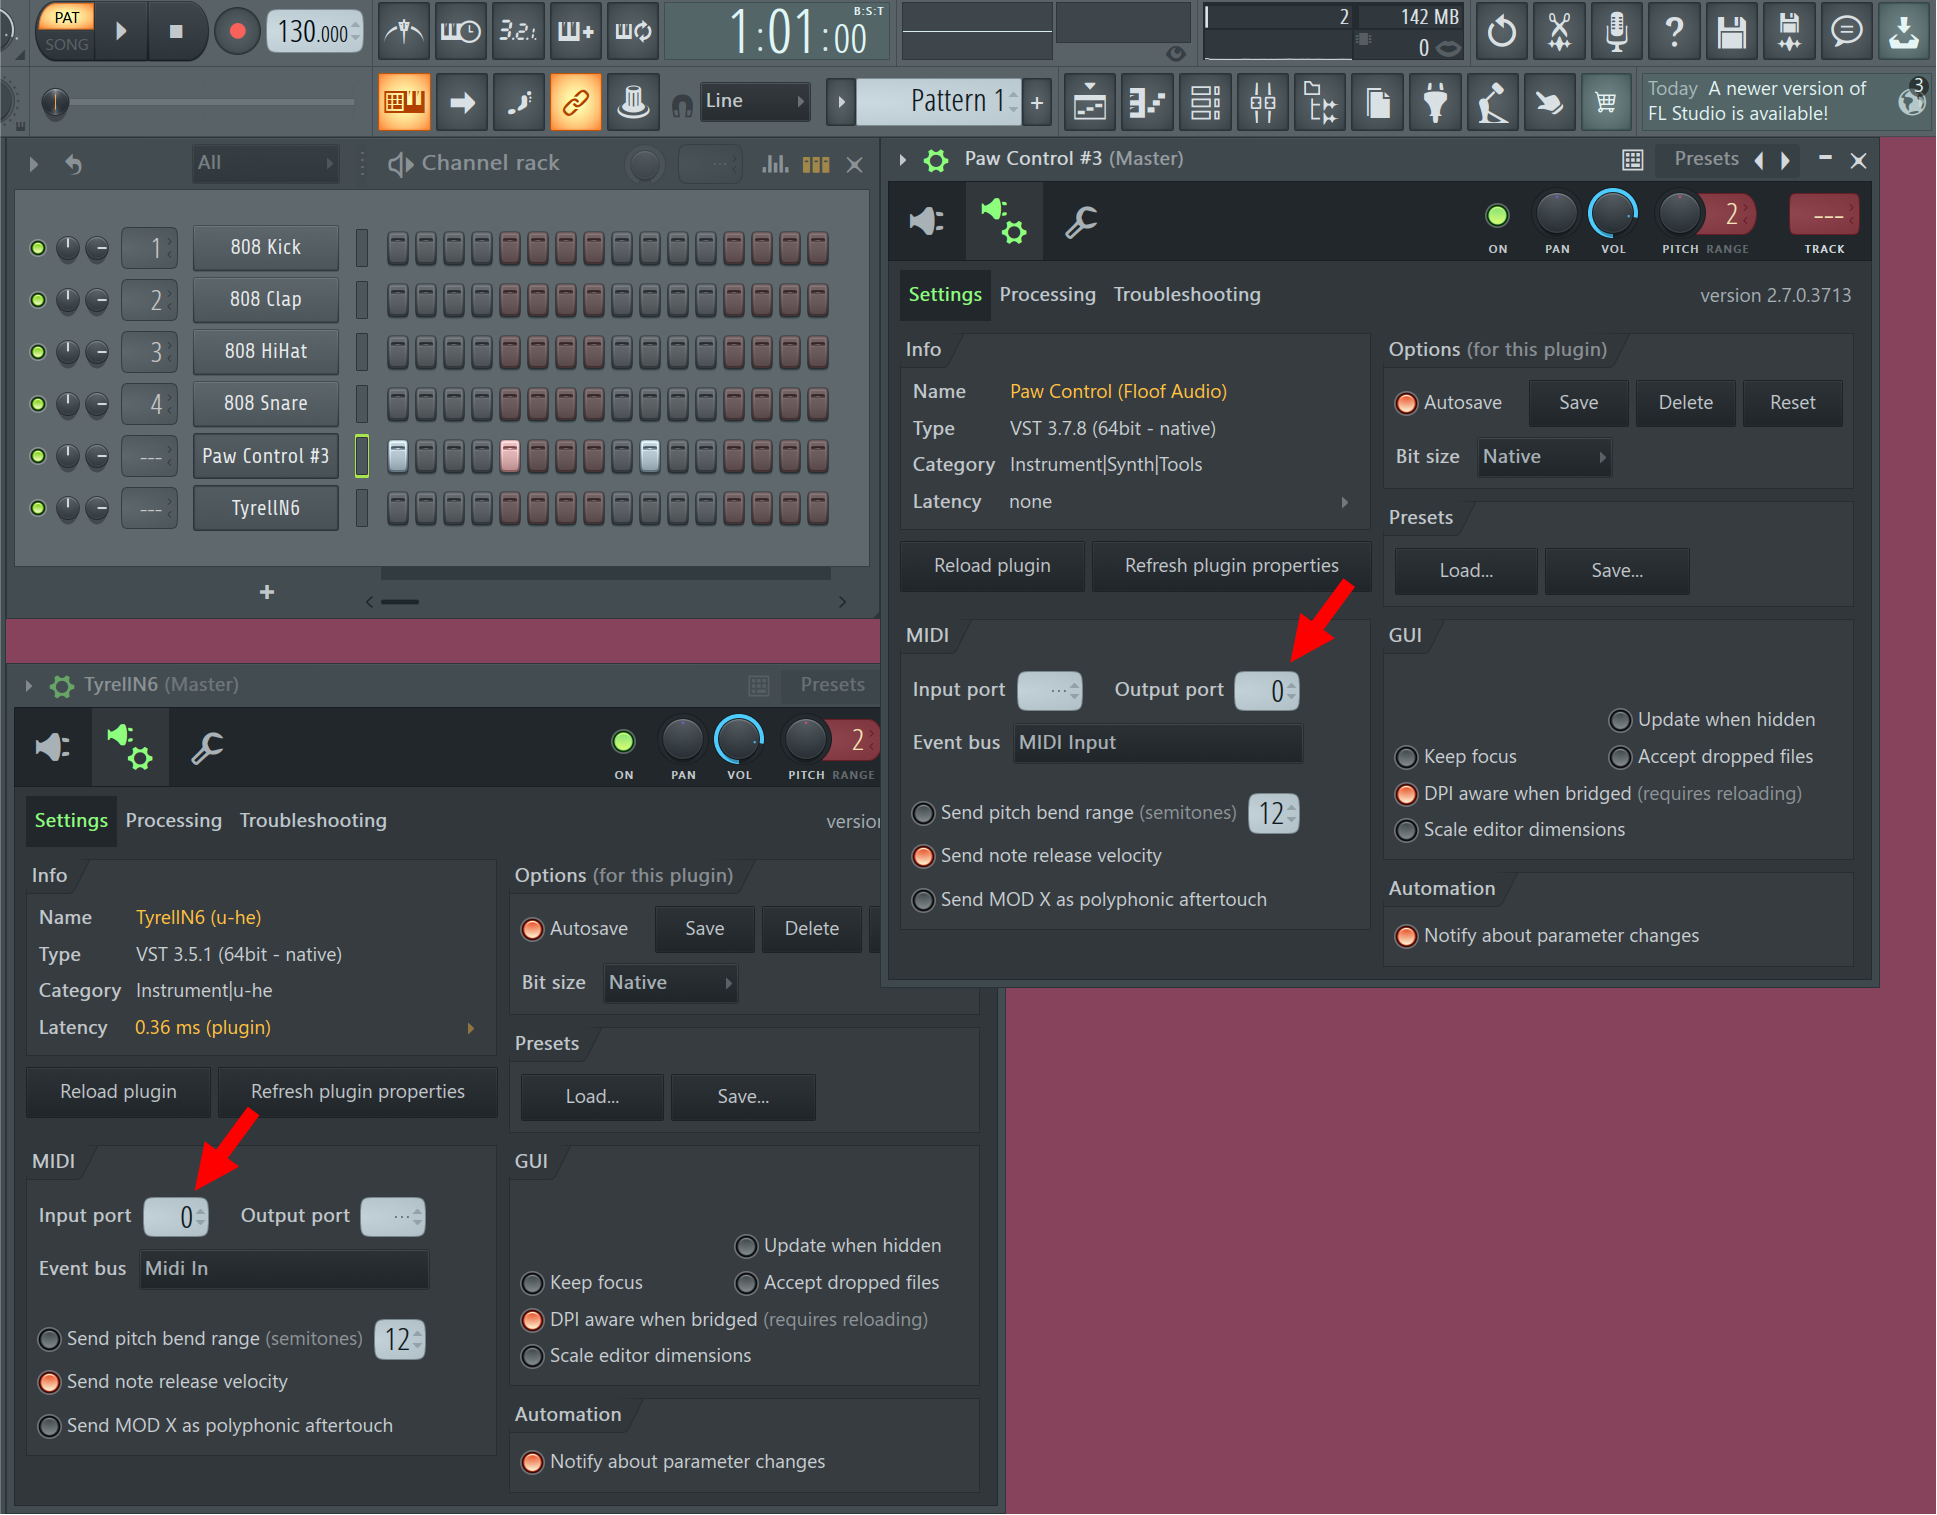 PAT
SONG
130.000
3.2.1
1:01:00
B:S:T
2
142 MB
0
Line
Pattern 1
+
Today A newer version of
FL Studio is available!
3
All
Channel rack
1
808 Kick
2
808 Clap
3
808 HiHat
4
808 Snare
---
Paw Control #3
---
TyrellN6
+
Paw Control #3 (Master)
Presets
ON
PAN
VOL
PITCH
2
RANGE
---
TRACK
Settings
Processing
Troubleshooting
version 2.7.0.3713
Info
Name
Paw Control (Floof Audio)
Type
VST 3.7.8 (64bit - native)
Category
Instrument|Synth|Tools
Latency
none
Options (for this plugin)
Autosave
Save
Delete
Reset
Bit size
Native
Reload plugin
Refresh plugin properties
Presets
Load...
Save...
MIDI
Input port
...
Output port
0
Event bus
MIDI Input
Send pitch bend range (semitones)
12
Send note release velocity
Send MOD X as polyphonic aftertouch
GUI
Update when hidden
Keep focus
Accept dropped files
DPI aware when bridged (requires reloading)
Scale editor dimensions
Automation
Notify about parameter changes
TyrellN6 (Master)
Presets
ON
PAN
VOL
PITCH
2
RANGE
Settings
Processing
Troubleshooting
version
Info
Name
TyrellN6 (u-he)
Type
VST 3.5.1 (64bit - native)
Category
Instrument|u-he
Latency
0.36 ms (plugin)
Options (for this plugin)
Autosave
Save
Delete
Bit size
Native
Reload plugin
Refresh plugin properties
Presets
Load...
Save...
MIDI
Input port
0
Output port
...
Event bus
Midi In
Send pitch bend range (semitones)
12
Send note release velocity
Send MOD X as polyphonic aftertouch
GUI
Update when hidden
Keep focus
Accept dropped files
DPI aware when bridged (requires reloading)
Scale editor dimensions
Automation
Notify about parameter changes